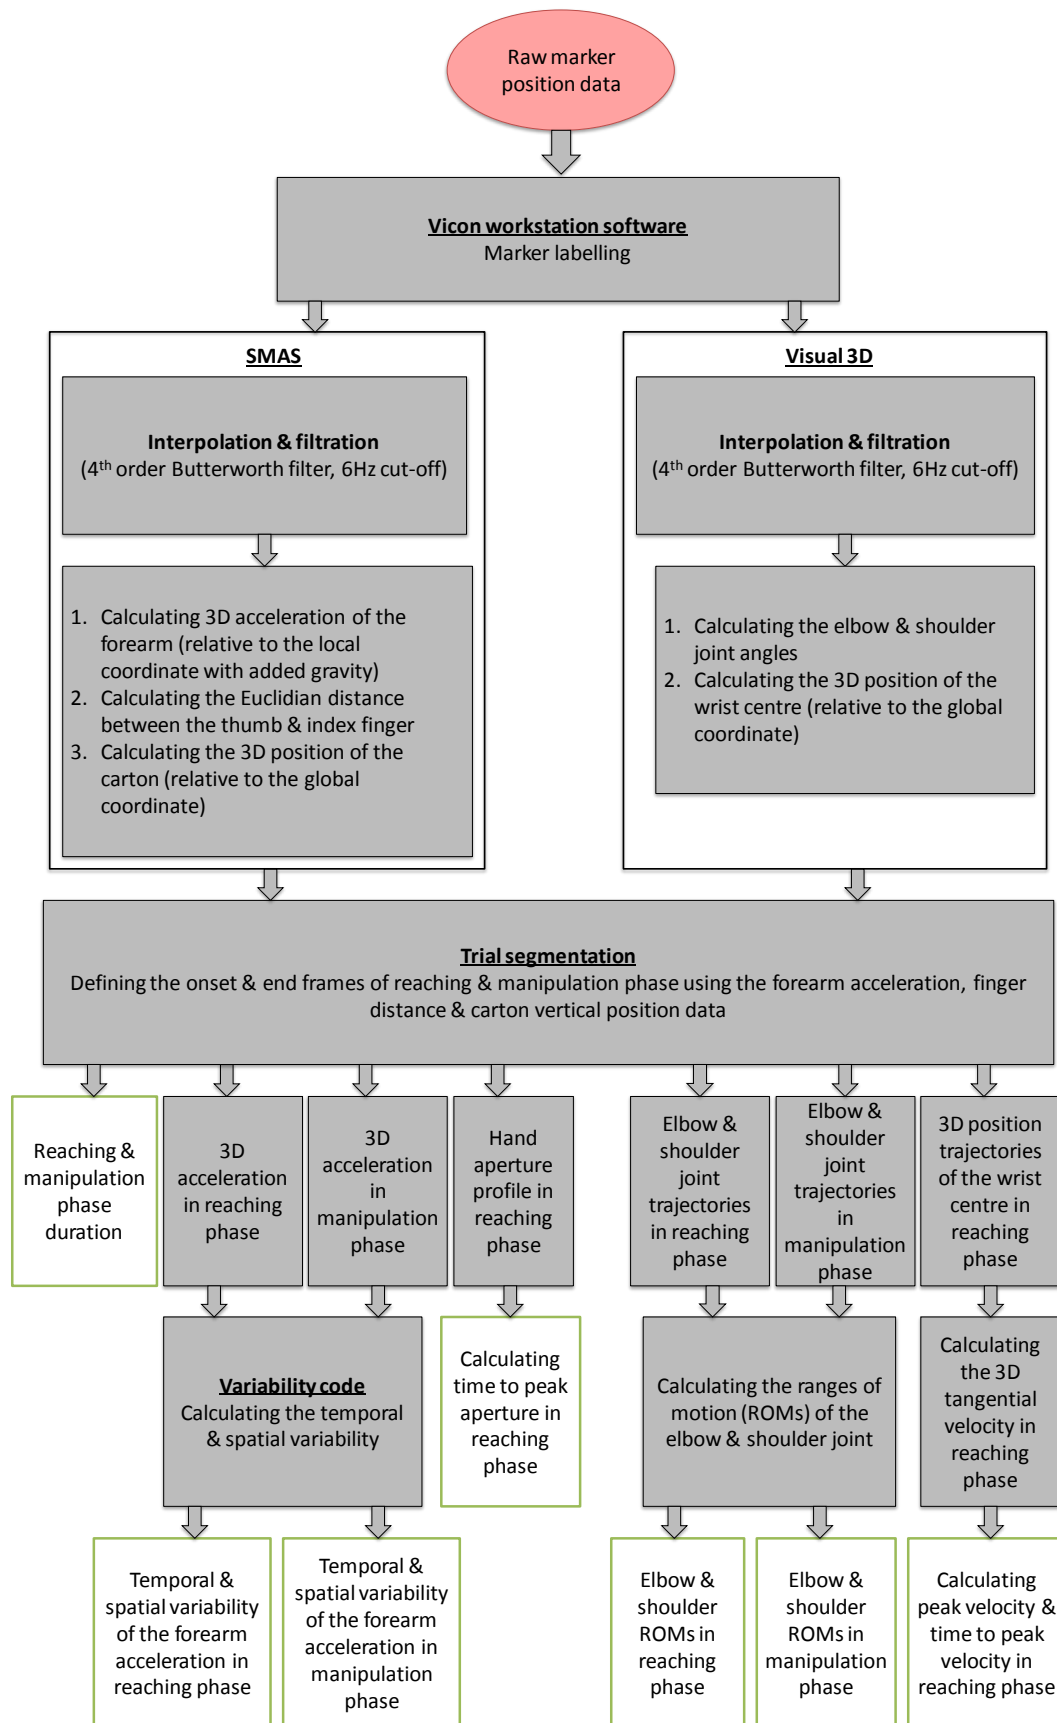 Raw marker
position data
Vicon workstation software
Marker labelling
SMAS
Interpolation & filtration
(4th order Butterworth filter, 6Hz cut-off)
1. Calculating 3D acceleration of the
forearm (relative to the local
coordinate with added gravity)
2. Calculating the Euclidian distance
between the thumb & index finger
3. Calculating the 3D position of the
carton (relative to the global
coordinate)
Visual 3D
Interpolation & filtration
(4th order Butterworth filter, 6Hz cut-off)
1. Calculating the elbow & shoulder
joint angles
2. Calculating the 3D position of the
wrist centre (relative to the global
coordinate)
Trial segmentation
Defining the onset & end frames of reaching & manipulation phase using the forearm acceleration, finger
distance & carton vertical position data
Reaching &
manipulation
phase
duration
3D
acceleration
in reaching
phase
3D
acceleration
in
manipulation
phase
Hand
aperture
profile in
reaching
phase
Elbow &
shoulder
joint
trajectories
in reaching
phase
Elbow &
shoulder
joint
trajectories
in
manipulation
phase
3D position
trajectories
of the wrist
centre in
reaching
phase
Variability code
Calculating the temporal
& spatial variability
Calculating
time to peak
aperture in
reaching
phase
Calculating the ranges of
motion (ROMs) of the
elbow & shoulder joint
Calculating
the 3D
tangential
velocity in
reaching
phase
Temporal &
spatial variability
of the forearm
acceleration in
reaching phase
Temporal &
spatial variability
of the forearm
acceleration in
manipulation
phase
Elbow &
shoulder
ROMs in
reaching
phase
Elbow &
shoulder
ROMs in
manipulation
phase
Calculating
peak velocity &
time to peak
velocity in
reaching phase